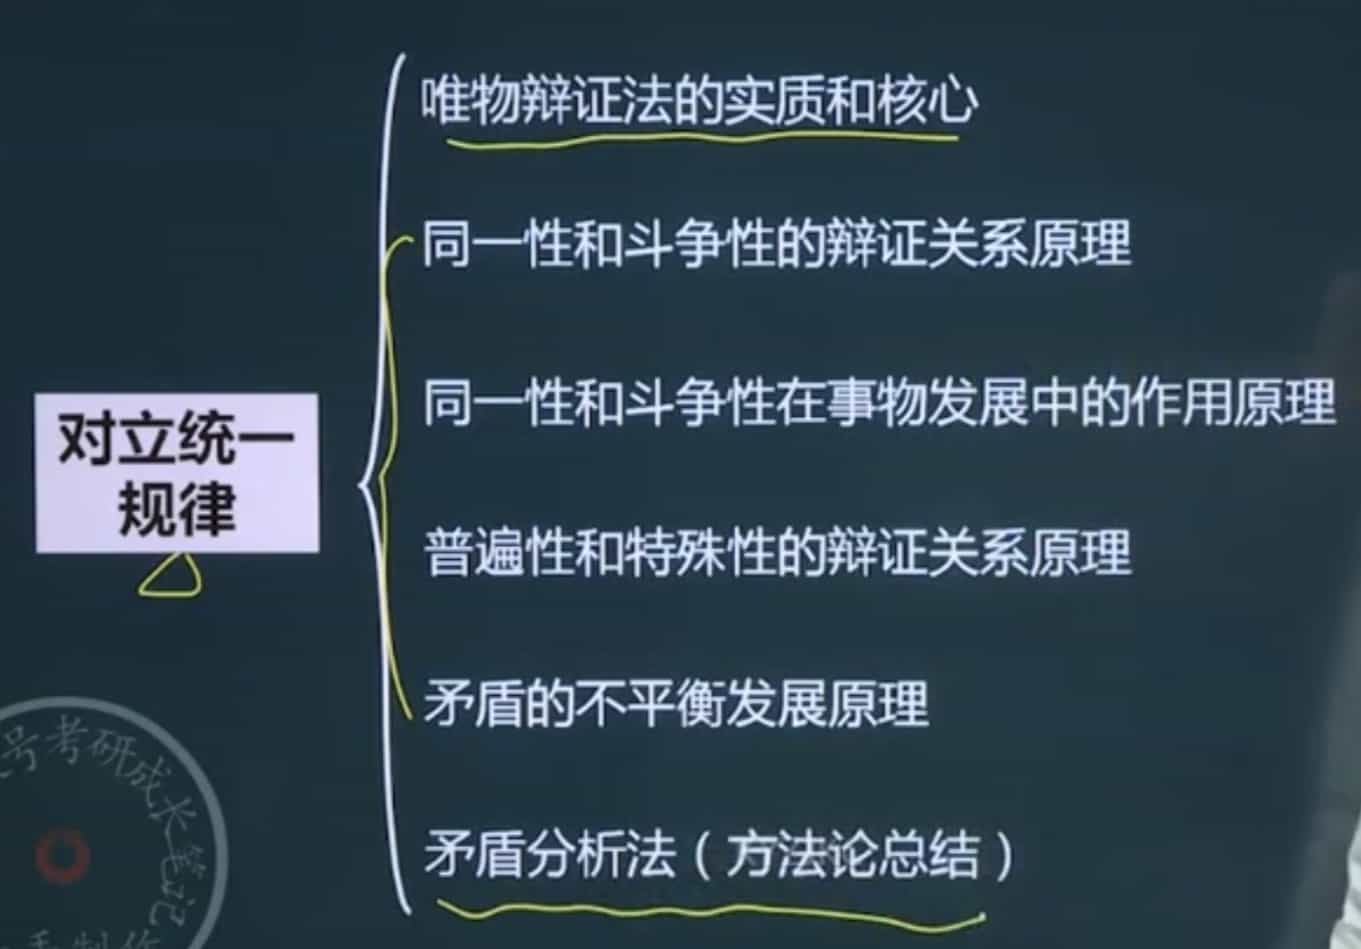 唯物辩证法的实质和核心
同一性和斗争性的辩证关系原理
同一性和斗争性在事物发展中的作用原理
对立统一
规律
普遍性和特殊性的辩证关系原理
矛盾的不平衡发展原理
矛盾分析法（方法论总结）
号考研成长笔记